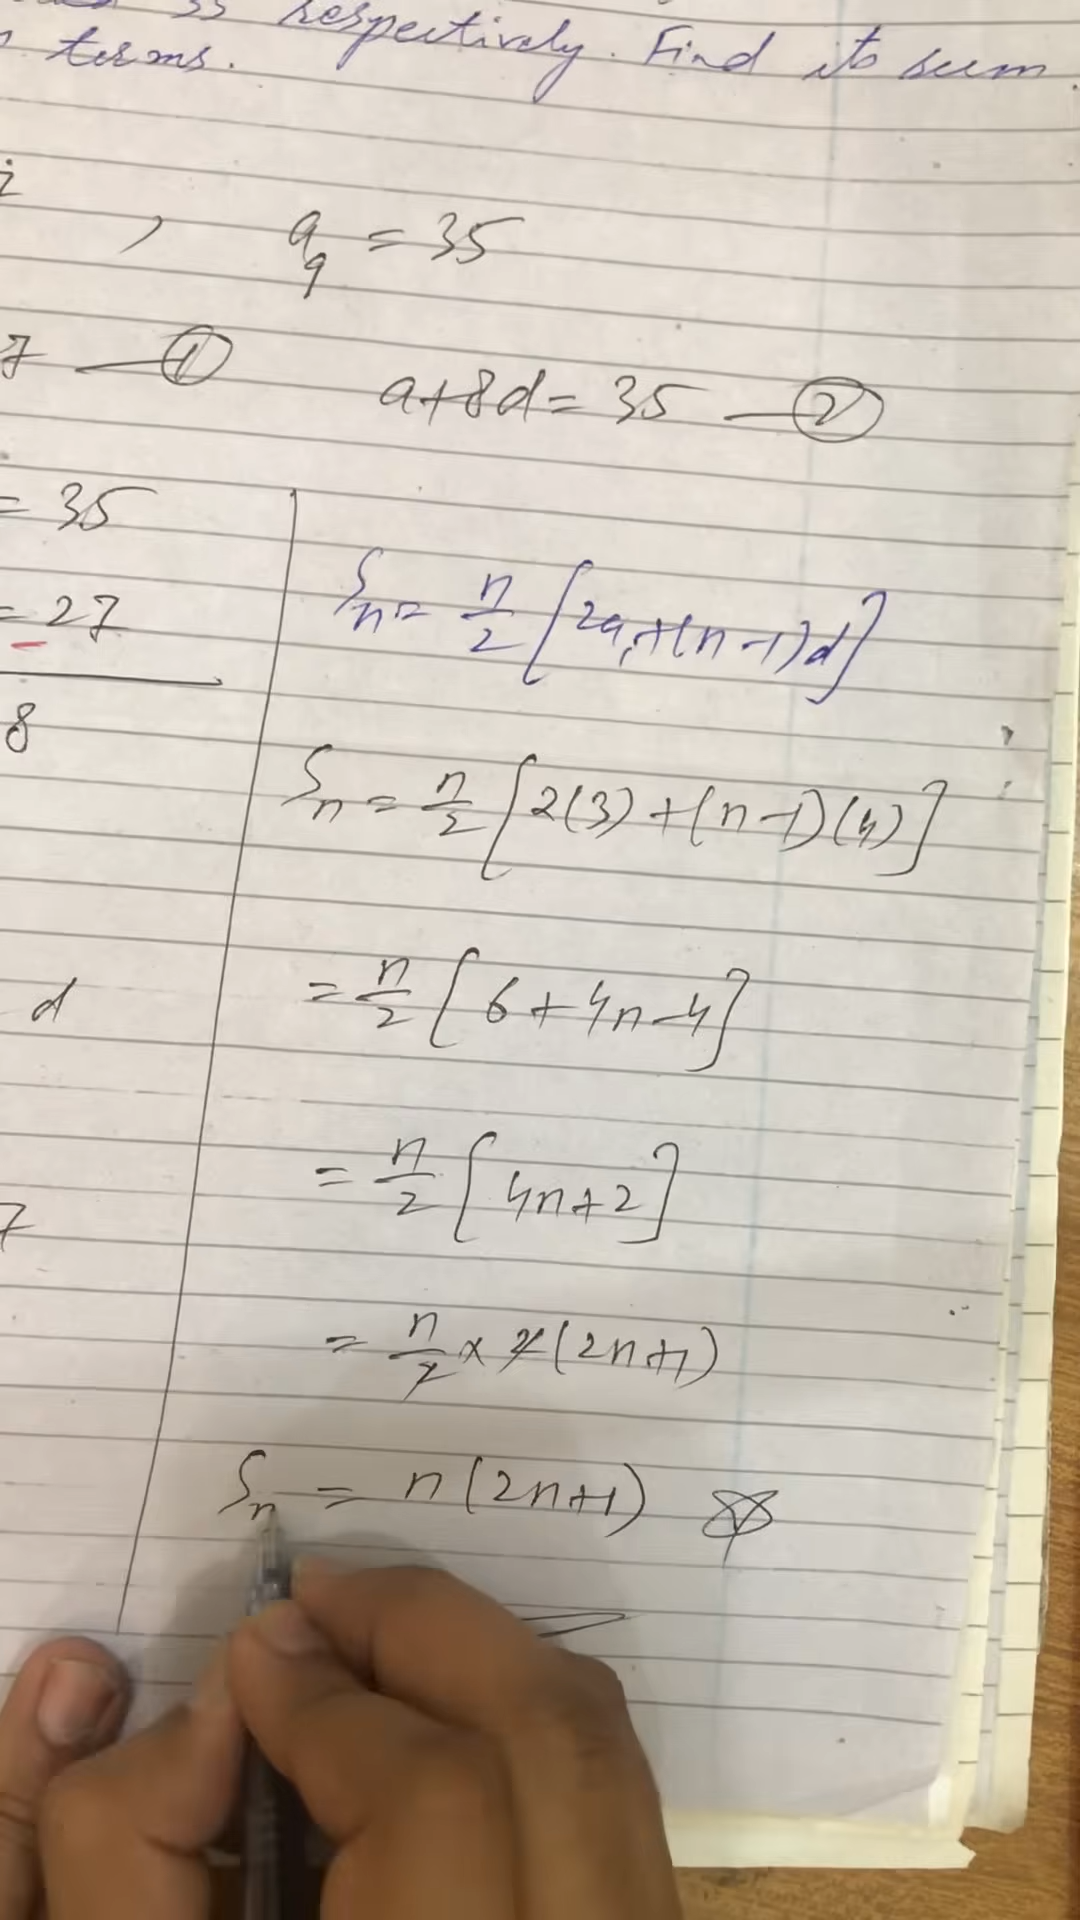 respectively. Find its sum
terms.
, a₉ = 35
7 — ① a+8d = 35 — ②
= 35
= 27
8
Sn = n/2 [2a₁+(n-1)d]
Sn = n/2 [2(3)+(n-1)(4)]
= n/2 [6+4n-4]
d
= n/2 [4n+2]
7
= n/2 × 2(2n+1)
Sn = n(2n+1)